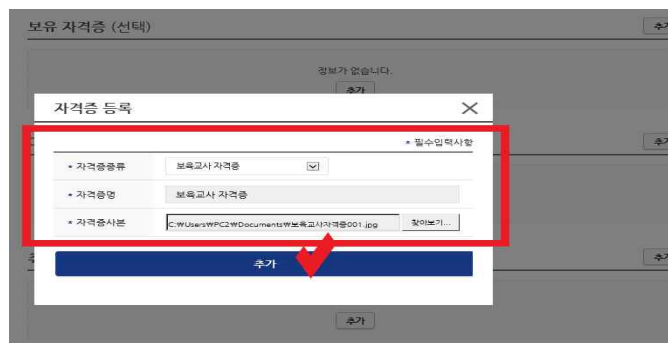 보유 자격증 (선택)
추가
정보가 없습니다.
추가
자격증 등록
* 필수입력사항
추가
* 자격증종류 보육교사 자격증
* 자격증명 보육교사 자격증
* 자격증사본 C:₩Users₩PC2₩Documents₩보육교사자격증001.jpg 찾아보기...
추가
추가
추가